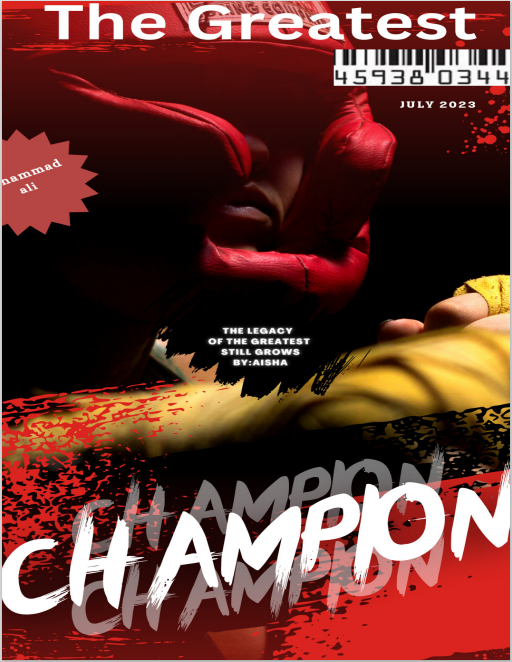 The Greatest
45938 0344
JULY 2023
hammad
ali
THE LEGACY
OF THE GREATEST
STILL GROWS
BY:AISHA
CHAMPION
CHAMPION
CHAMPION